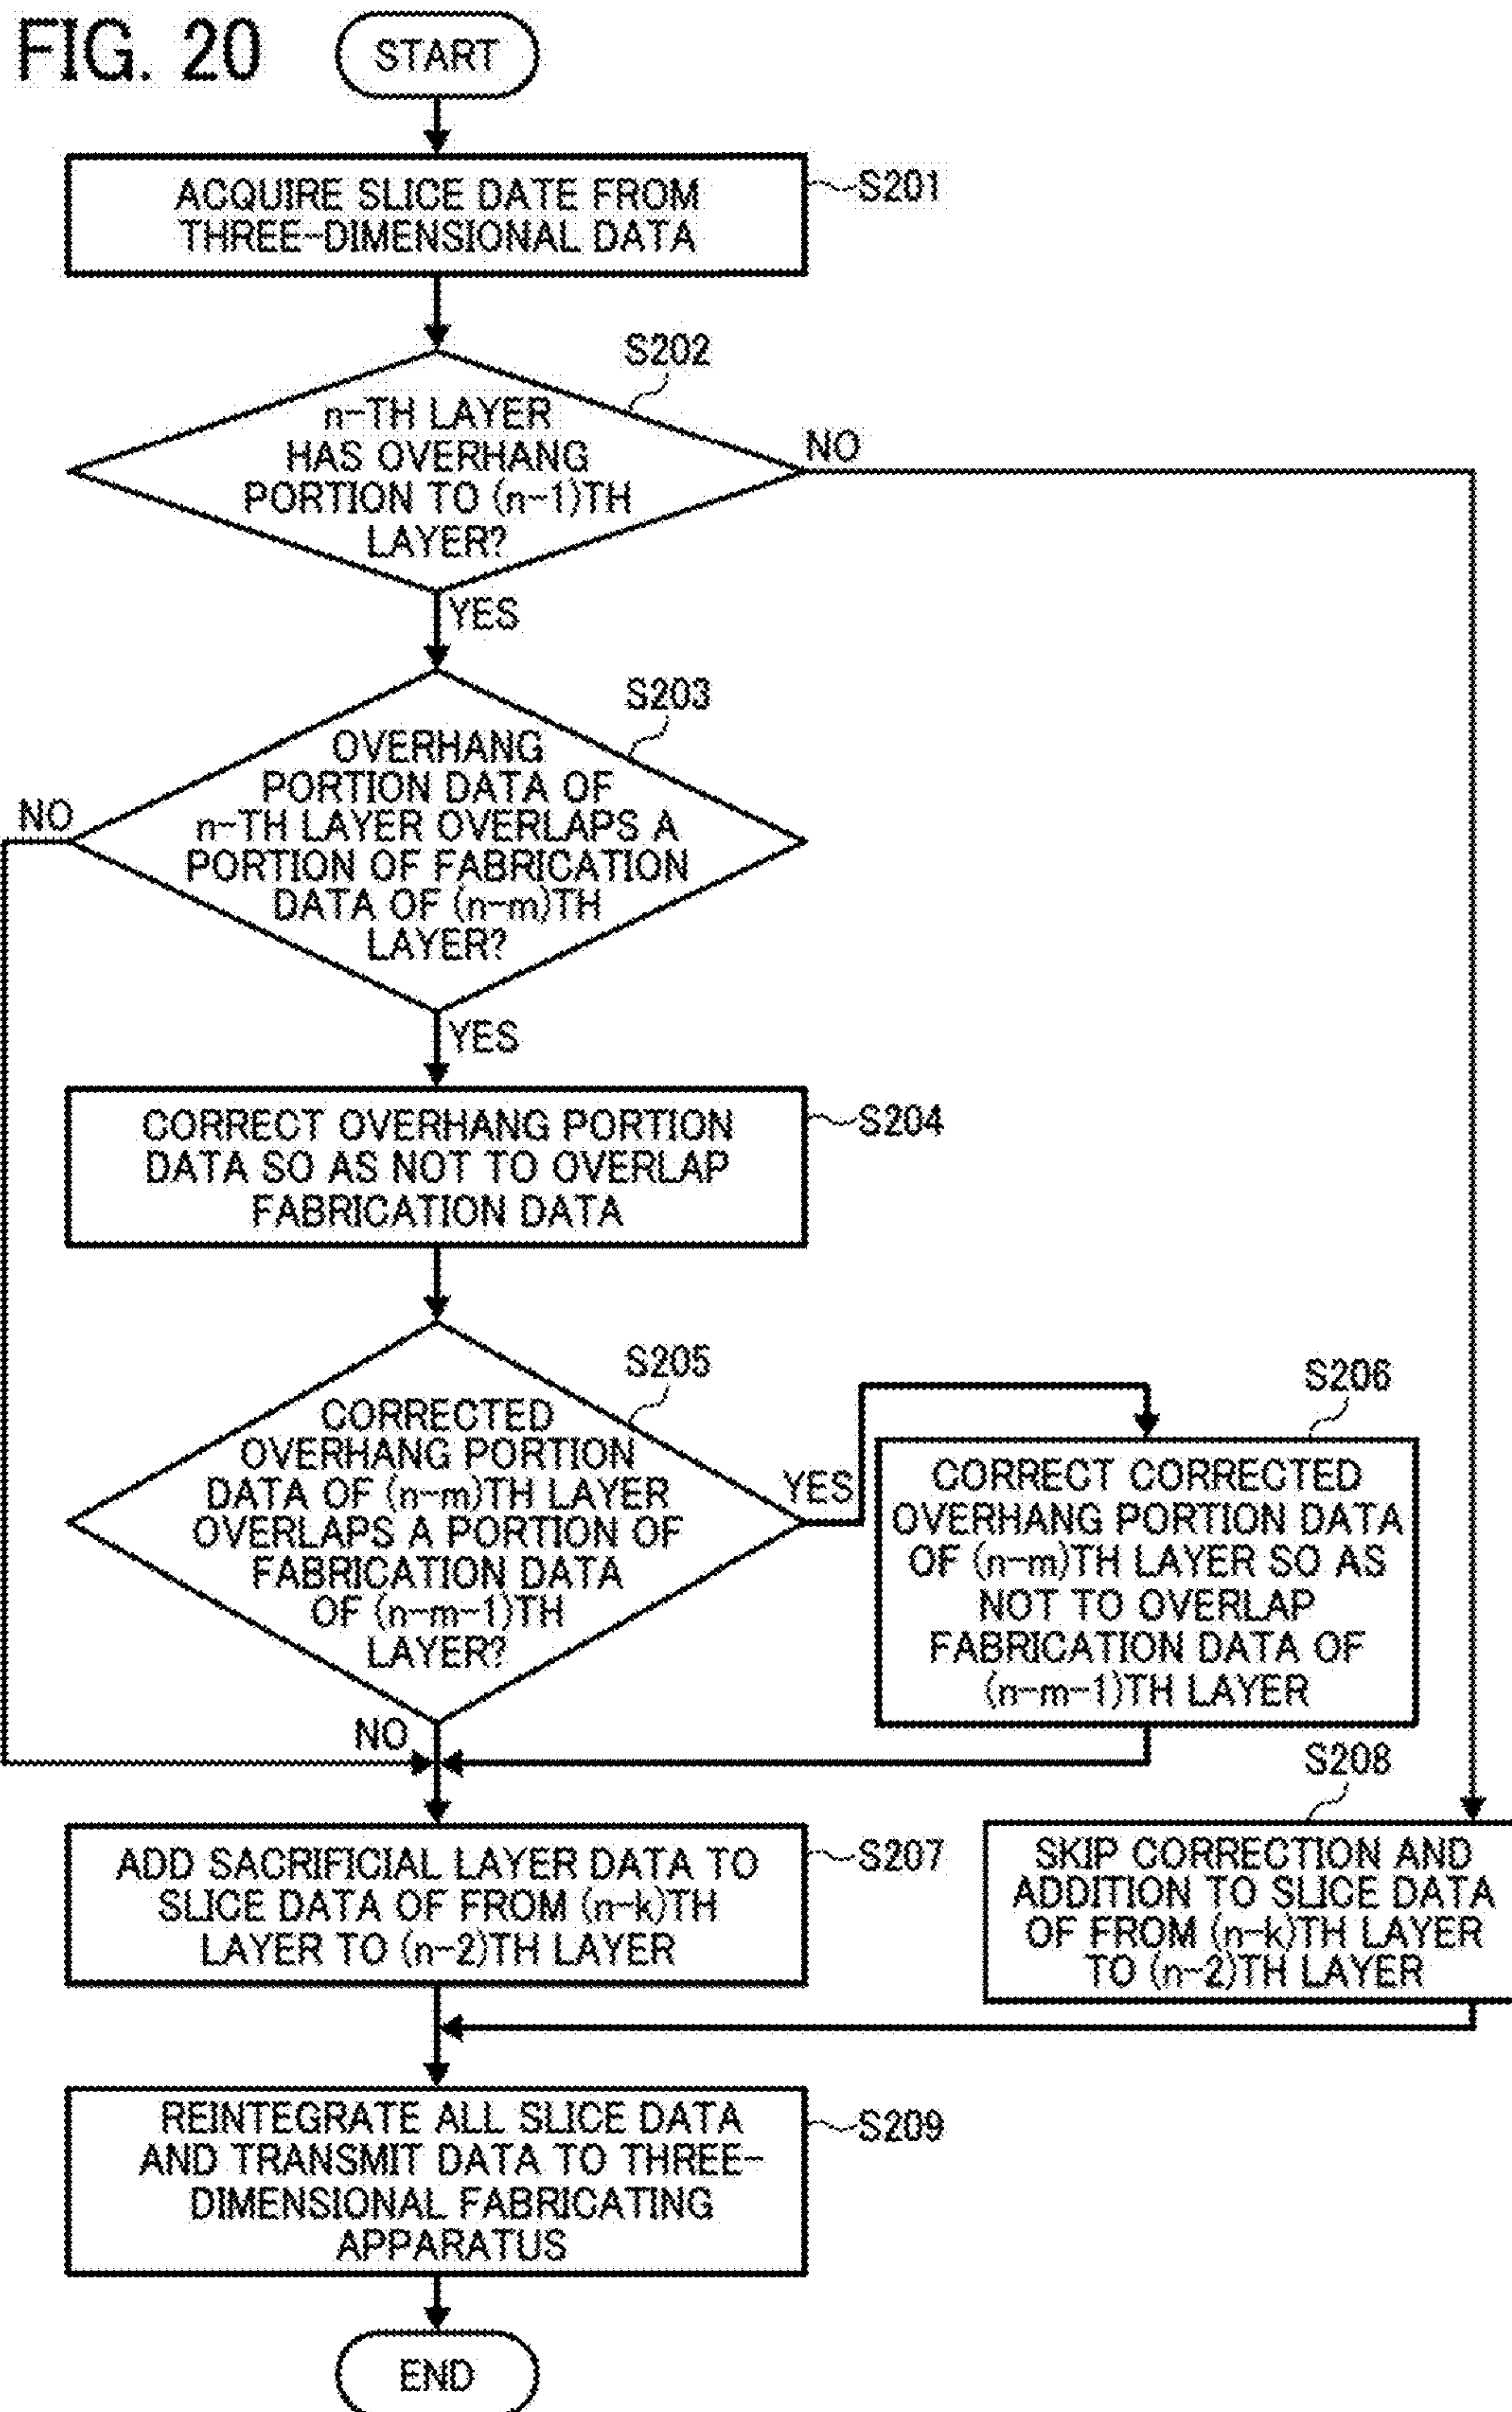 FIG. 20
START
ACQUIRE SLICE DATE FROM
THREE-DIMENSIONAL DATA
S201
S202
n-TH LAYER
HAS OVERHANG
PORTION TO (n-1)TH
LAYER?
NO
YES
S203
OVERHANG
PORTION DATA OF
n-TH LAYER OVERLAPS A
PORTION OF FABRICATION
DATA OF (n-m)TH
LAYER?
NO
YES
CORRECT OVERHANG PORTION
DATA SO AS NOT TO OVERLAP
FABRICATION DATA
S204
S205
CORRECTED
OVERHANG PORTION
DATA OF (n-m)TH LAYER
OVERLAPS A PORTION OF
FABRICATION DATA
OF (n-m-1)TH
LAYER?
YES
NO
S206
CORRECT CORRECTED
OVERHANG PORTION DATA
OF (n-m)TH LAYER SO AS
NOT TO OVERLAP
FABRICATION DATA OF
(n-m-1)TH LAYER
ADD SACRIFICIAL LAYER DATA TO
SLICE DATA OF FROM (n-k)TH
LAYER TO (n-2)TH LAYER
S207
S208
SKIP CORRECTION AND
ADDITION TO SLICE DATA
OF FROM (n-k)TH LAYER
TO (n-2)TH LAYER
REINTEGRATE ALL SLICE DATA
AND TRANSMIT DATA TO THREE-
DIMENSIONAL FABRICATING
APPARATUS
S209
END